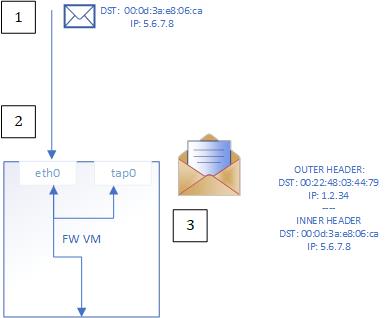 1
DST: 00:0d:3a:e8:06:ca
IP: 5.6.7.8
2
eth0
tap0
3
FW VM
OUTER HEADER:
DST: 00:22:48:03:44:79
IP: 1.2.34
----
INNER HEADER
DST: 00:0d:3a:e8:06:ca
IP: 5.6.7.8